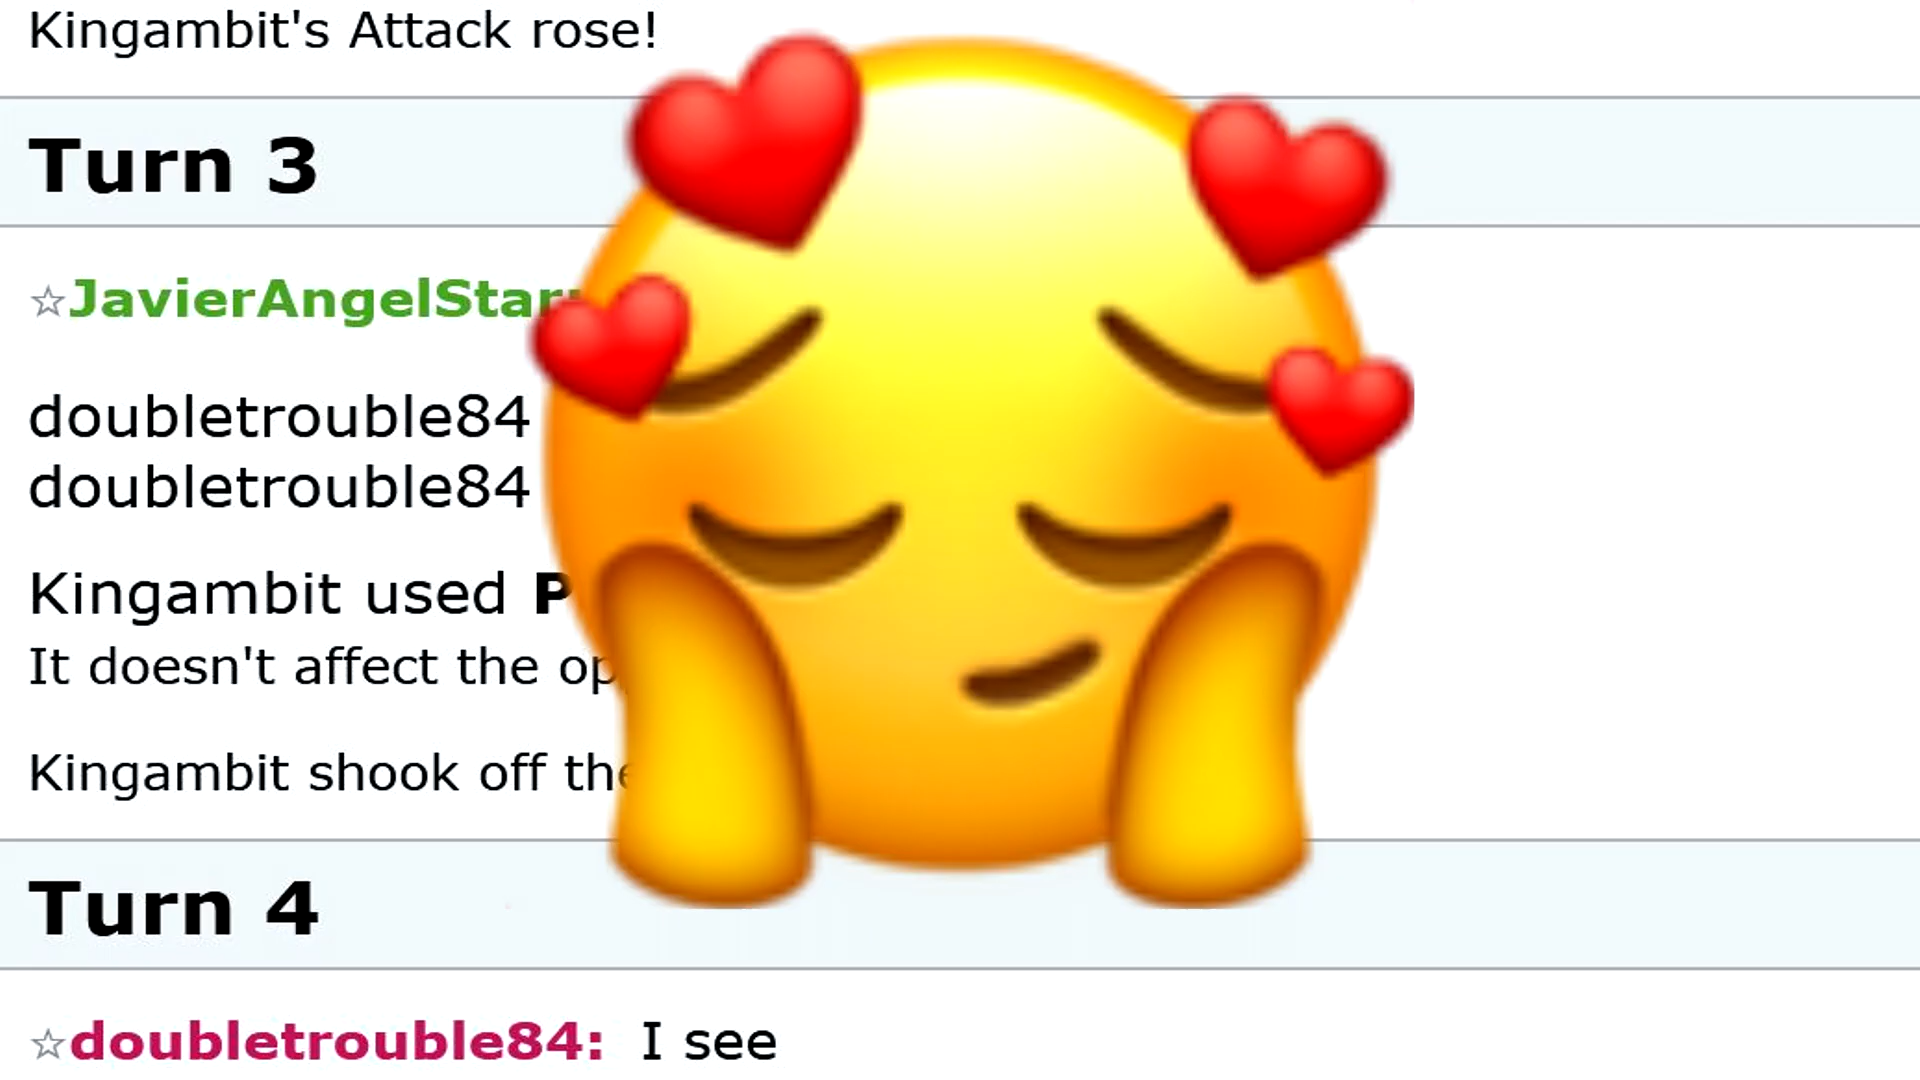 Kingambit's Attack rose!
Turn 3
☆JavierAngelStar:
doubletrouble84
doubletrouble84
Kingambit used P
It doesn't affect the op
Kingambit shook off the
Turn 4
☆doubletrouble84: I see